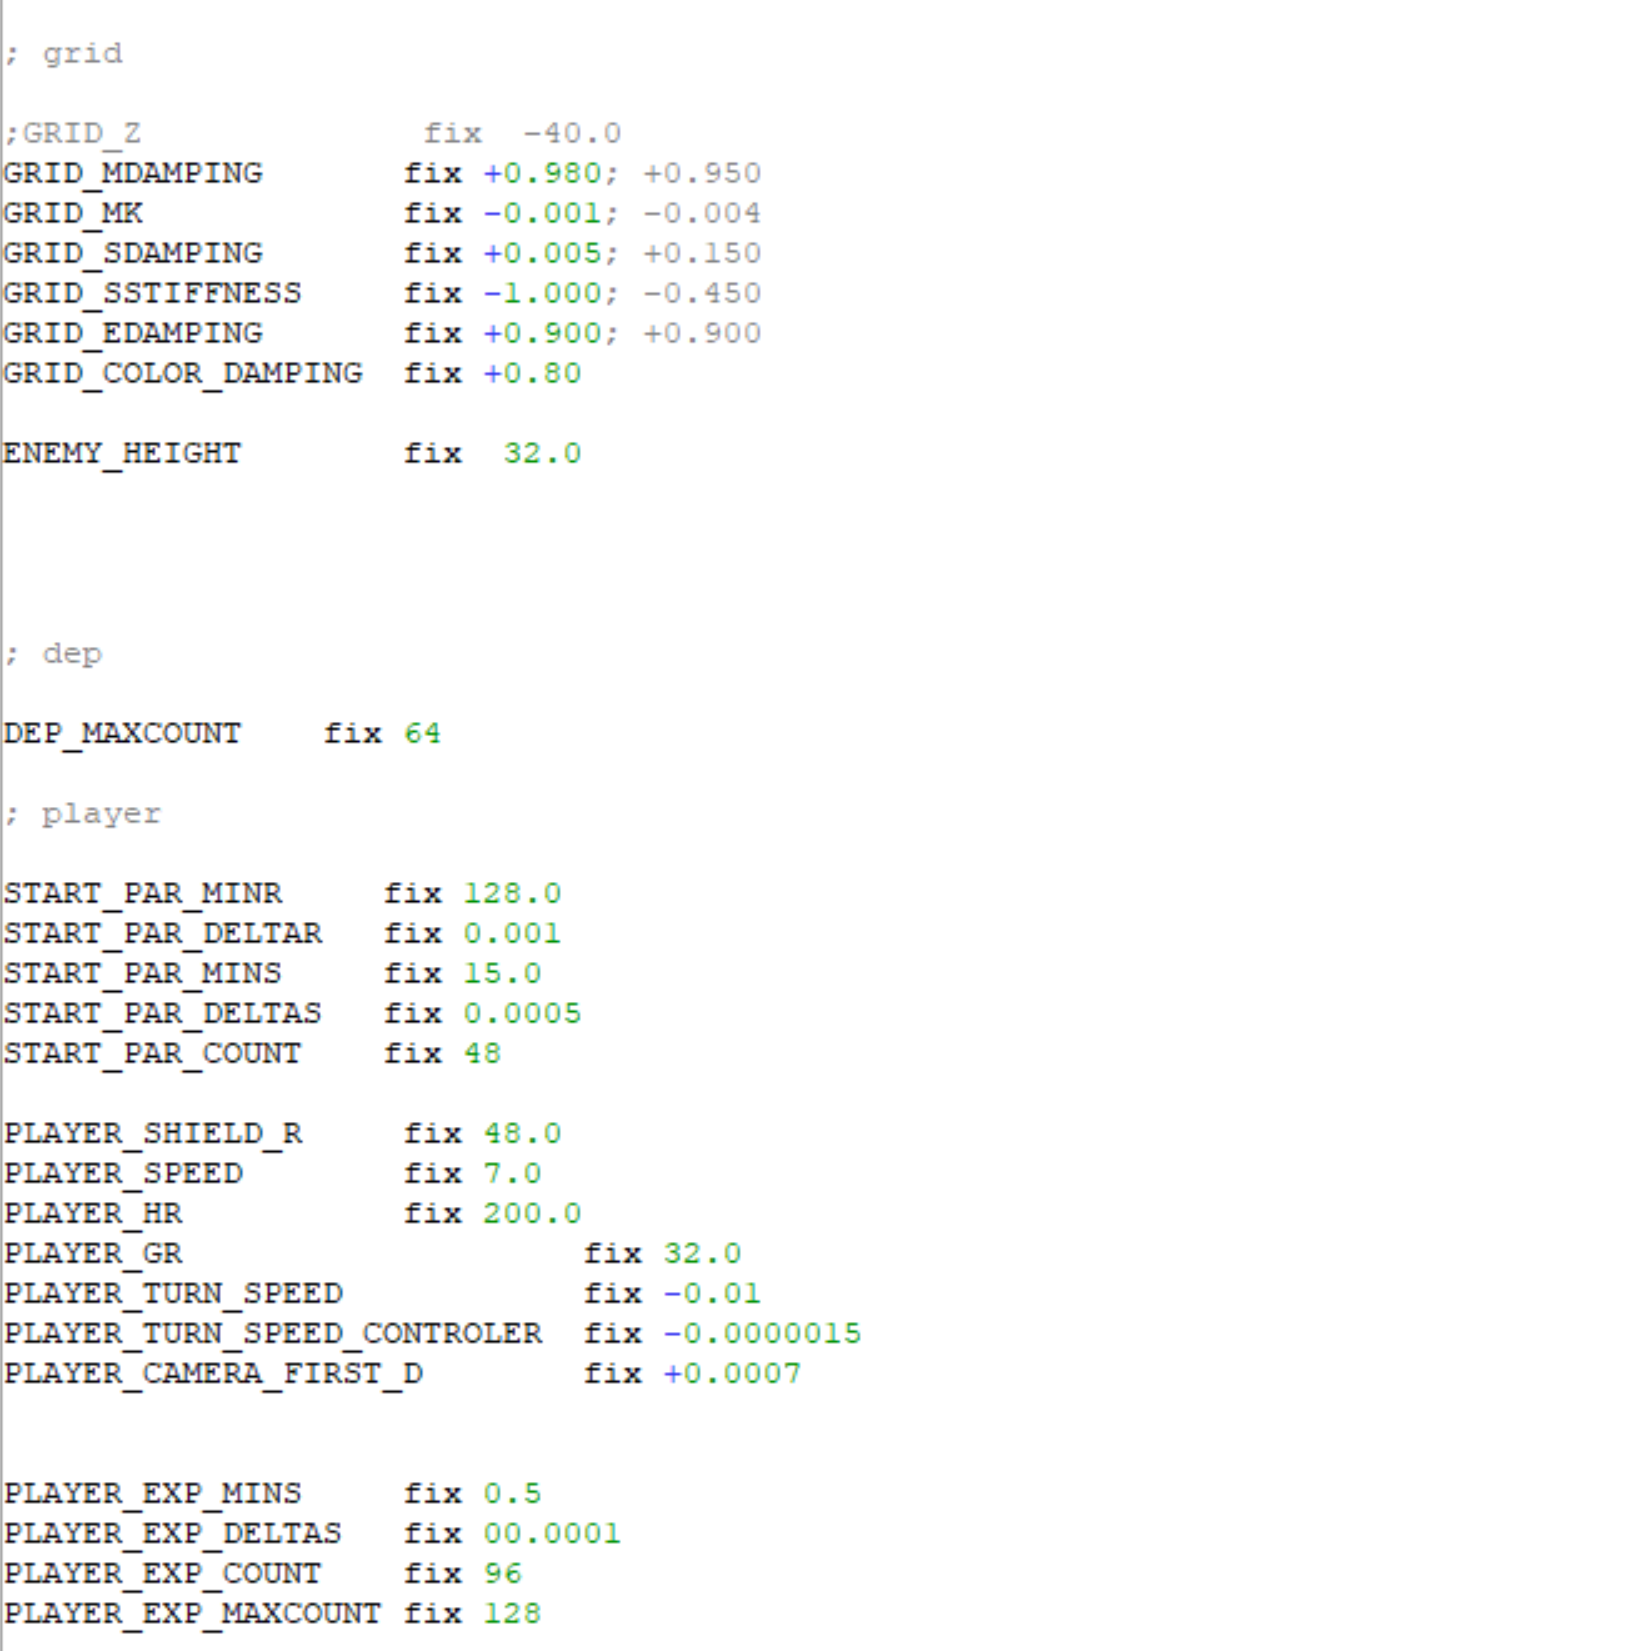 ; grid
;GRID_Z fix -40.0
GRID_MDAMPING fix +0.980; +0.950
GRID_MK fix -0.001; -0.004
GRID_SDAMPING fix +0.005; +0.150
GRID_SSTIFFNESS fix -1.000; -0.450
GRID_EDAMPING fix +0.900; +0.900
GRID_COLOR_DAMPING fix +0.80
ENEMY_HEIGHT fix 32.0
; dep
DEP_MAXCOUNT fix 64
; player
START_PAR_MINR fix 128.0
START_PAR_DELTAR fix 0.001
START_PAR_MINS fix 15.0
START_PAR_DELTAS fix 0.0005
START_PAR_COUNT fix 48
PLAYER_SHIELD_R fix 48.0
PLAYER_SPEED fix 7.0
PLAYER_HR fix 200.0
PLAYER_GR fix 32.0
PLAYER_TURN_SPEED fix -0.01
PLAYER_TURN_SPEED_CONTROLER fix -0.0000015
PLAYER_CAMERA_FIRST_D fix +0.0007
PLAYER_EXP_MINS fix 0.5
PLAYER_EXP_DELTAS fix 00.0001
PLAYER_EXP_COUNT fix 96
PLAYER_EXP_MAXCOUNT fix 128